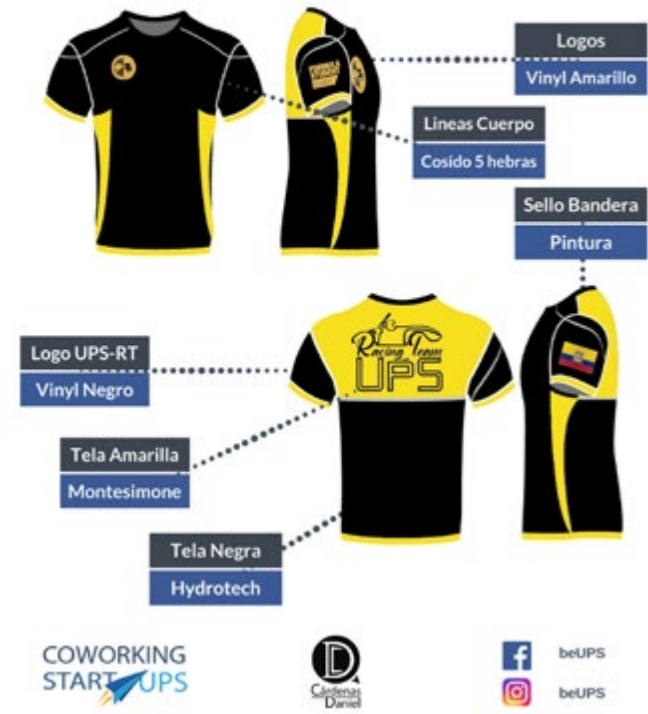 Logos
Vinyl Amarillo
Lineas Cuerpo
Cosido 5 hebras
Sello Bandera
Pintura
Racing Team
UPS
Logo UPS-RT
Vinyl Negro
Tela Amarilla
Montesimone
Tela Negra
Hydrotech
COWORKING
START UPS
Cárdenas
Daniel
beUPS
beUPS